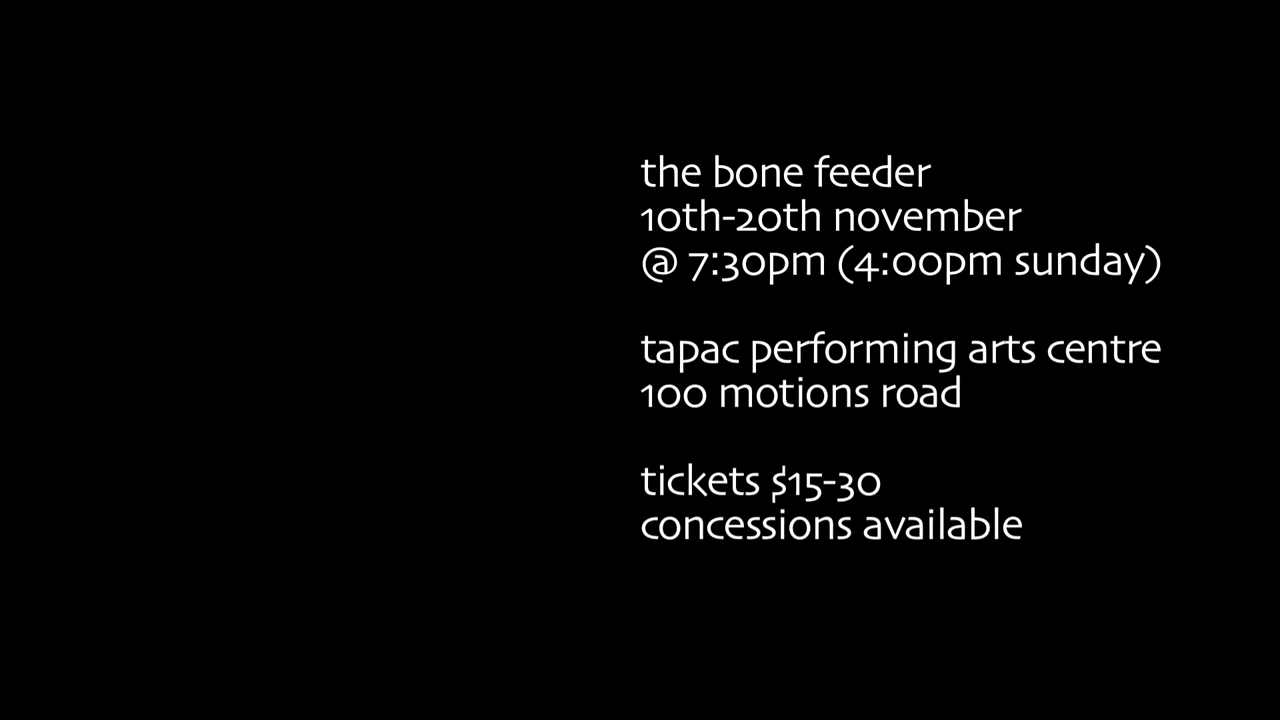 the bone feeder
10th-20th november
@ 7:30pm (4:00pm sunday)
tapac performing arts centre
100 motions road
tickets $15-30
concessions available